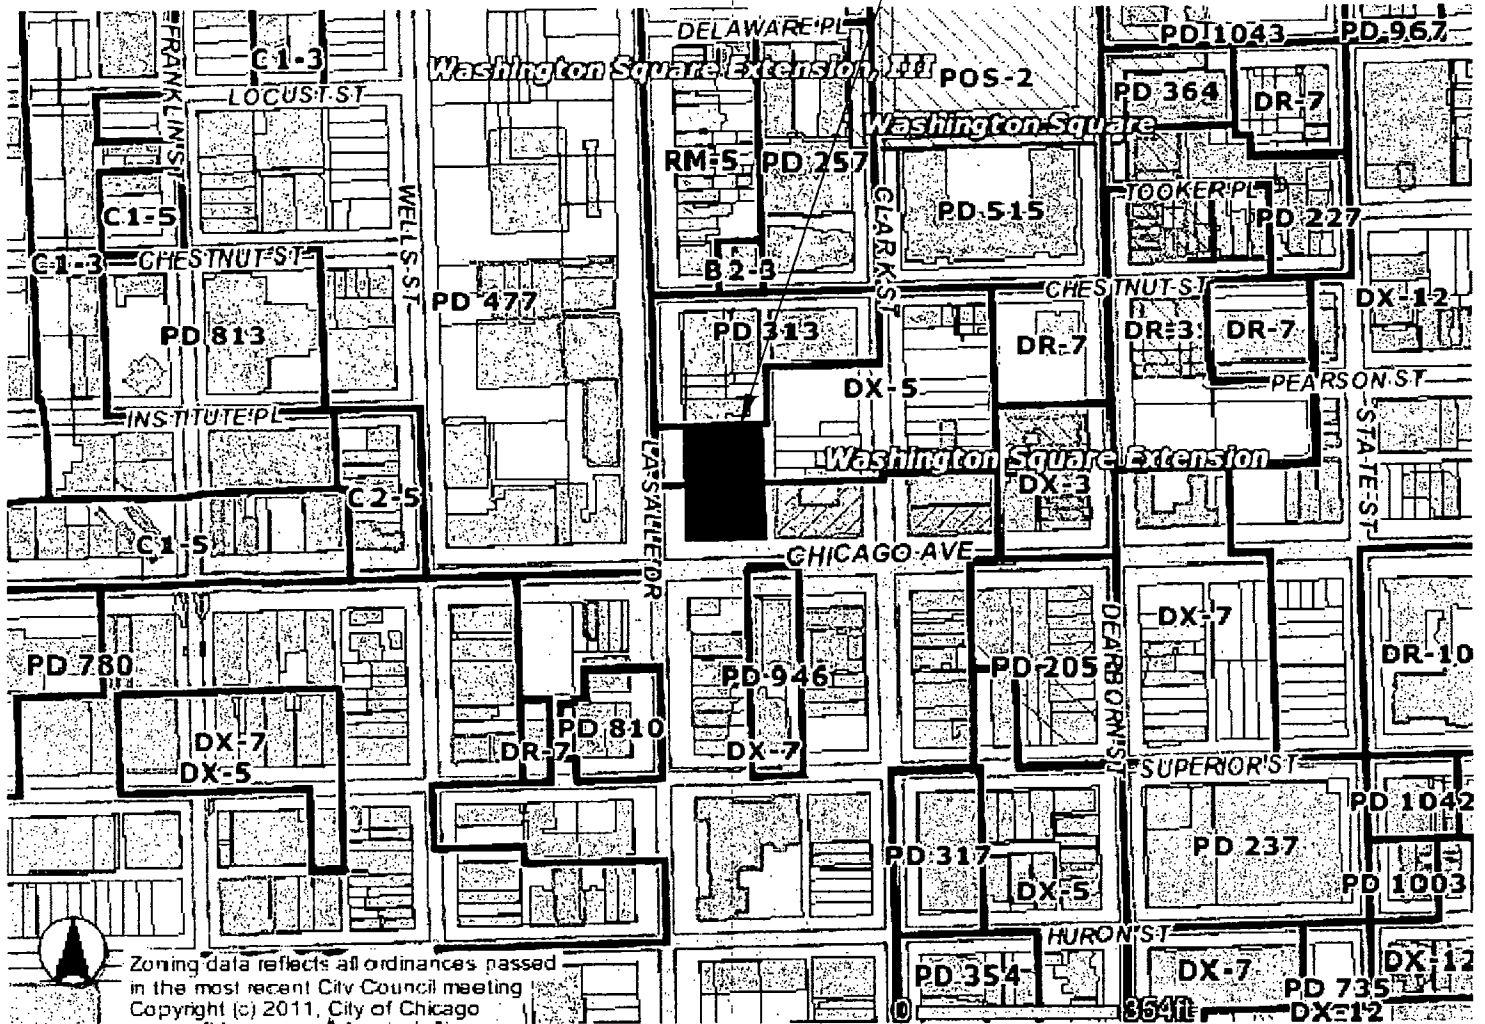 DELAWARE PL
PD 1043
PD 967
C1-3
Washington Square Extension, III
POS-2
PD 364
DR-7
LOCUST ST
FRANKLIN ST
Washington Square
RM-5
PD 257
TOOKER PL
C1-5
WELLS ST
CLARK ST
PD 515
PD 227
C1-3
CHESTNUT ST
B2-3
CHESTNUT ST
PD 477
DX-12
PD 813
PD 313
DR-7
DR-3
DR-7
DX-5
PEARSON ST
INSTITUTE PL
STATE ST
Washington Square Extension
LASALLE DR
C2-5
DX-3
C1-5
CHICAGO AVE
DEARBORN ST
DX-7
PD 780
PD 946
PD 205
DR-10
DX-7
PD 810
DR-7
DX-7
DX-5
SUPERIOR ST
PD 1042
PD 317
PD 237
DX-5
PD 1003
HURON ST
Zoning data reflects all ordinances passed
in the most recent City Council meeting
Copyright (c) 2011, City of Chicago
PD 354
DX-7
DX-12
PD 735
DX-12
0
354ft